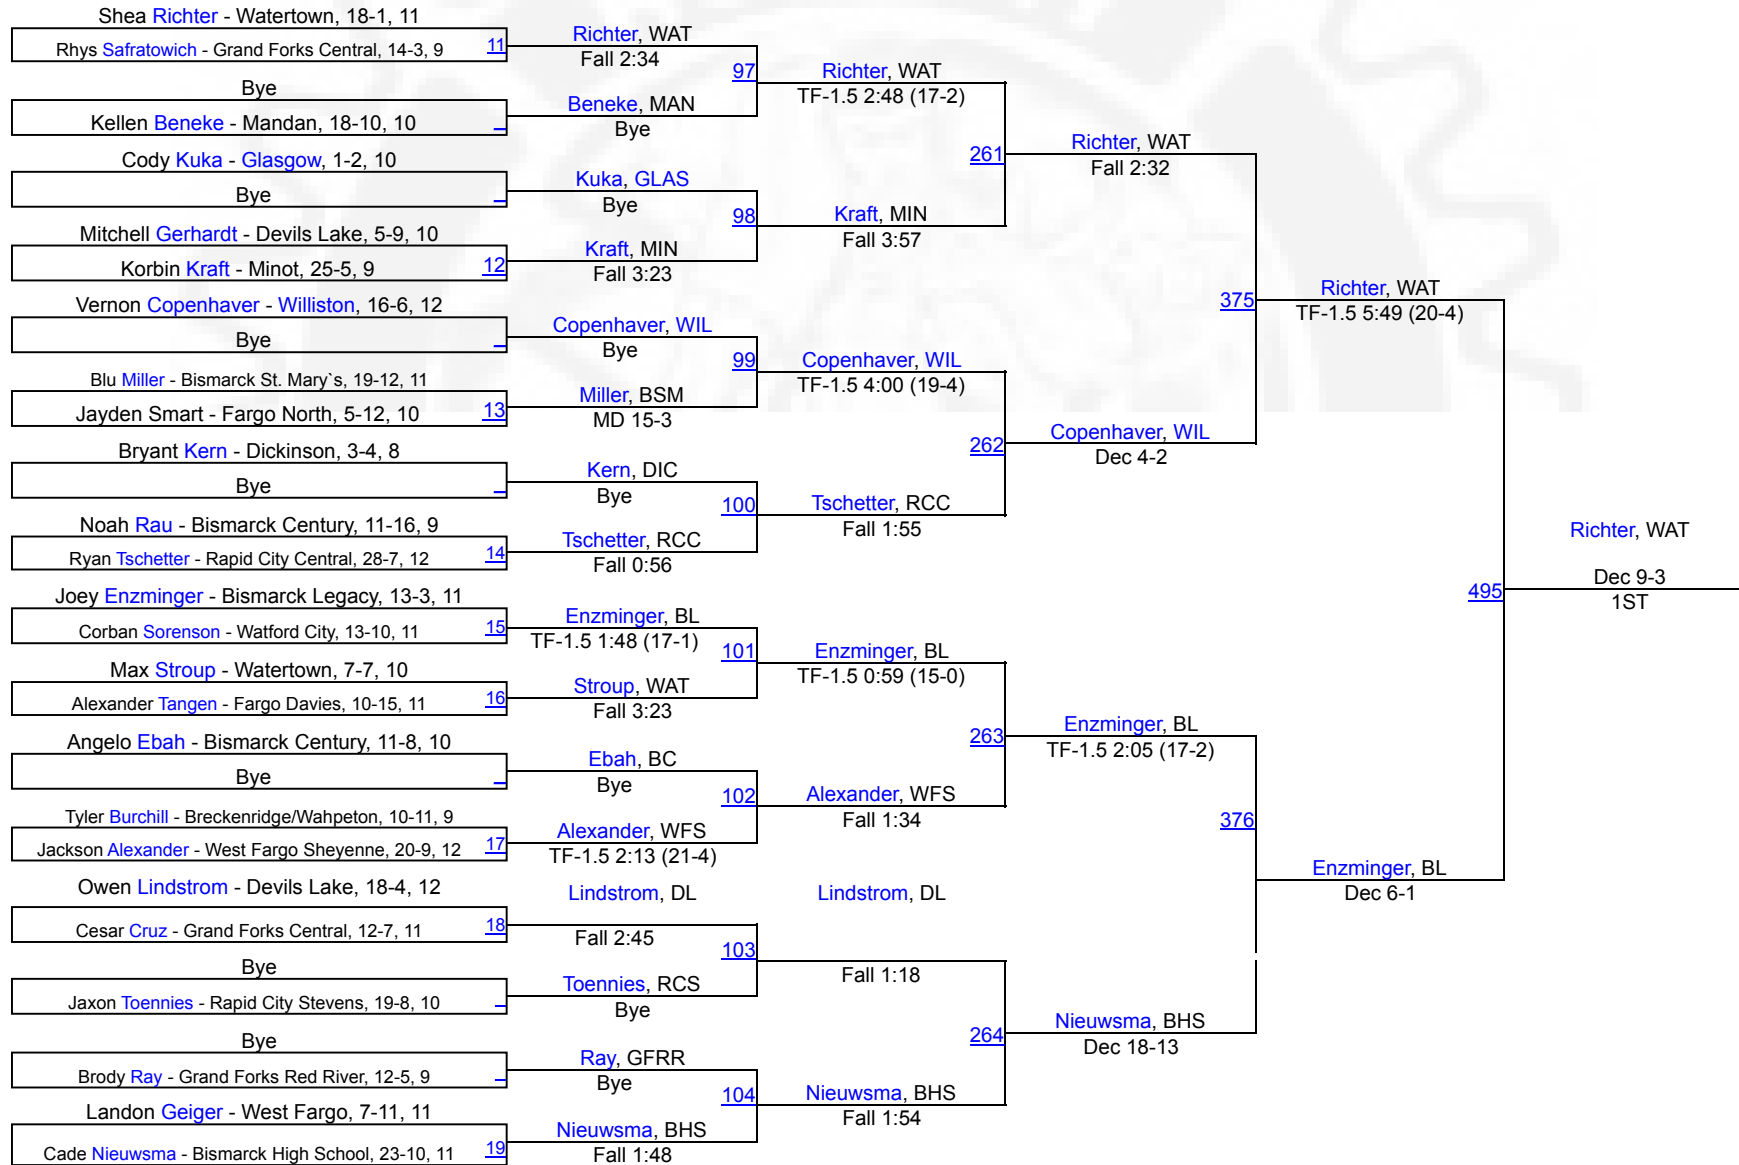 Shea Richter - Watertown, 18-1, 11
Rhys Safratowich - Grand Forks Central, 14-3, 9
11
Bye
Kellen Beneke - Mandan, 18-10, 10
Cody Kuka - Glasgow, 1-2, 10
Bye
Mitchell Gerhardt - Devils Lake, 5-9, 10
Korbin Kraft - Minot, 25-5, 9
12
Vernon Copenhaver - Williston, 16-6, 12
Bye
Blu Miller - Bismarck St. Mary`s, 19-12, 11
Jayden Smart - Fargo North, 5-12, 10
13
Bryant Kern - Dickinson, 3-4, 8
Bye
Noah Rau - Bismarck Century, 11-16, 9
Ryan Tschetter - Rapid City Central, 28-7, 12
14
Joey Enzminger - Bismarck Legacy, 13-3, 11
Corban Sorenson - Watford City, 13-10, 11
15
Max Stroup - Watertown, 7-7, 10
Alexander Tangen - Fargo Davies, 10-15, 11
16
Angelo Ebah - Bismarck Century, 11-8, 10
Bye
Tyler Burchill - Breckenridge/Wahpeton, 10-11, 9
Jackson Alexander - West Fargo Sheyenne, 20-9, 12
17
Owen Lindstrom - Devils Lake, 18-4, 12
Cesar Cruz - Grand Forks Central, 12-7, 11
18
Bye
Jaxon Toennies - Rapid City Stevens, 19-8, 10
Bye
Brody Ray - Grand Forks Red River, 12-5, 9
Landon Geiger - West Fargo, 7-11, 11
Cade Nieuwsma - Bismarck High School, 23-10, 11
19
Richter, WAT
Fall 2:34
97
Beneke, MAN
Bye
Kuka, GLAS
Bye
98
Kraft, MIN
Fall 3:23
Copenhaver, WIL
Bye
99
Miller, BSM
MD 15-3
Kern, DIC
Bye
100
Tschetter, RCC
Fall 0:56
Enzminger, BL
TF-1.5 1:48 (17-1)
101
Stroup, WAT
Fall 3:23
Ebah, BC
Bye
102
Alexander, WFS
TF-1.5 2:13 (21-4)
Lindstrom, DL
Fall 2:45
103
Toennies, RCS
Bye
Ray, GFRR
Bye
104
Nieuwsma, BHS
Fall 1:48
Richter, WAT
TF-1.5 2:48 (17-2)
261
Kraft, MIN
Fall 3:57
Copenhaver, WIL
TF-1.5 4:00 (19-4)
262
Tschetter, RCC
Fall 1:55
Enzminger, BL
TF-1.5 0:59 (15-0)
263
Alexander, WFS
Fall 1:34
Lindstrom, DL
Fall 1:18
264
Nieuwsma, BHS
Fall 1:54
Richter, WAT
Fall 2:32
375
Copenhaver, WIL
Dec 4-2
Enzminger, BL
TF-1.5 2:05 (17-2)
376
Nieuwsma, BHS
Dec 18-13
Richter, WAT
TF-1.5 5:49 (20-4)
495
Enzminger, BL
Dec 6-1
Richter, WAT
Dec 9-3
1ST